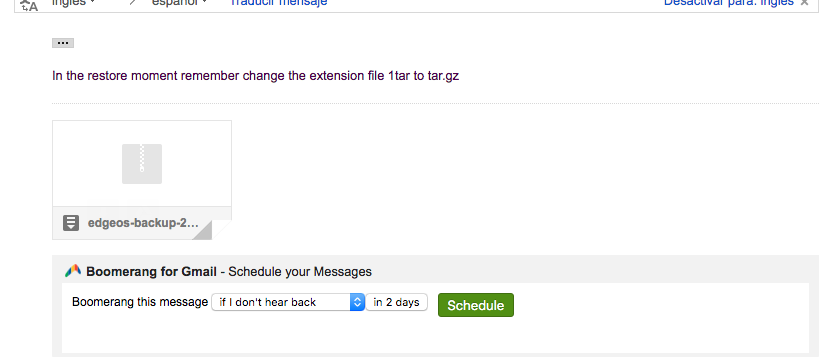 inglés español Traducir mensaje Desactivar para: inglés
In the restore moment remember change the extension file 1tar to tar.gz
edgeos-backup-2...
Boomerang for Gmail - Schedule your Messages
Boomerang this message if I don't hear back in 2 days Schedule